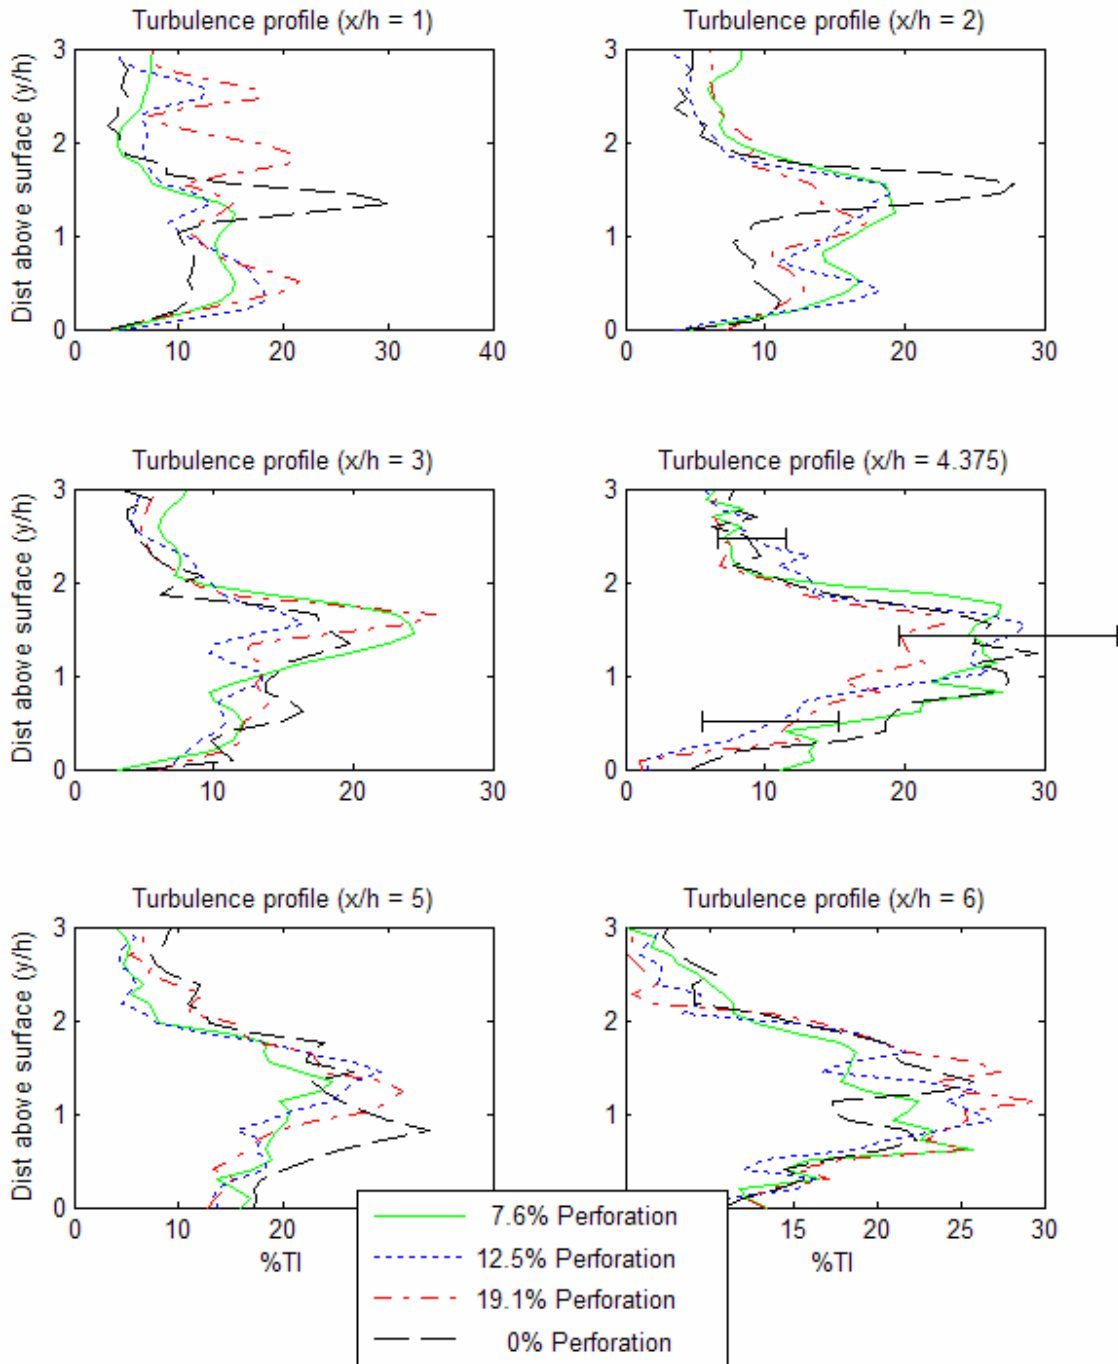 Turbulence profile (x/h = 1)
Turbulence profile (x/h = 2)
Dist above surface (y/h)
3
2
1
0
0 10 20 30 40
3
2
1
0
0 10 20 30
Turbulence profile (x/h = 3)
Turbulence profile (x/h = 4.375)
Dist above surface (y/h)
3
2
1
0
0 10 20 30
3
2
1
0
0 10 20 30
Turbulence profile (x/h = 5)
Turbulence profile (x/h = 6)
Dist above surface (y/h)
3
2
1
0
0 10 20
%TI
3
2
1
0
15 20 25 30
%TI
7.6% Perforation
12.5% Perforation
19.1% Perforation
0% Perforation